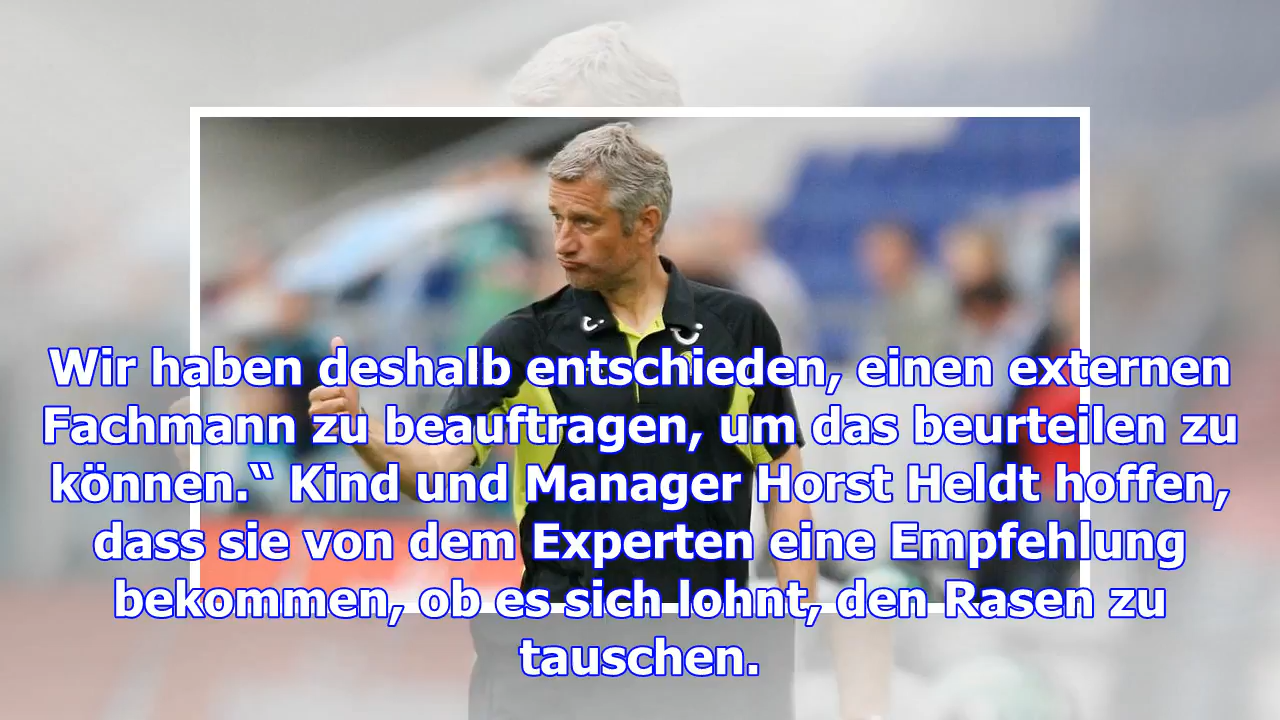 Wir haben deshalb entschieden, einen externen
Fachmann zu beauftragen, um das beurteilen zu
können.“ Kind und Manager Horst Heldt hoffen,
dass sie von dem Experten eine Empfehlung
bekommen, ob es sich lohnt, den Rasen zu
tauschen.